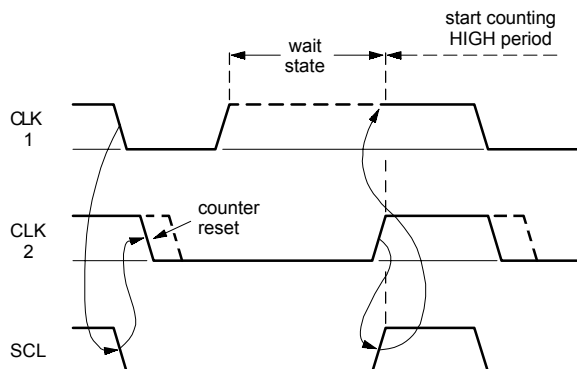 wait
state
start counting
HIGH period
CLK
1
counter
reset
CLK
2
SCL